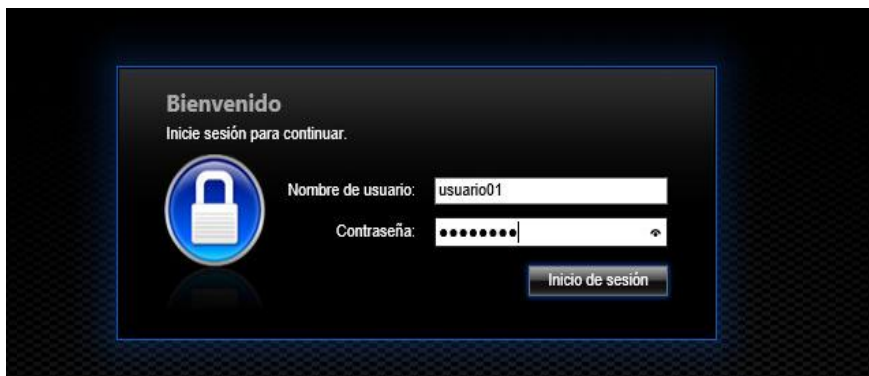 Bienvenido
Inicie sesión para continuar.
Nombre de usuario: usuario01
Contraseña: ●●●●●●●●
Inicio de sesión